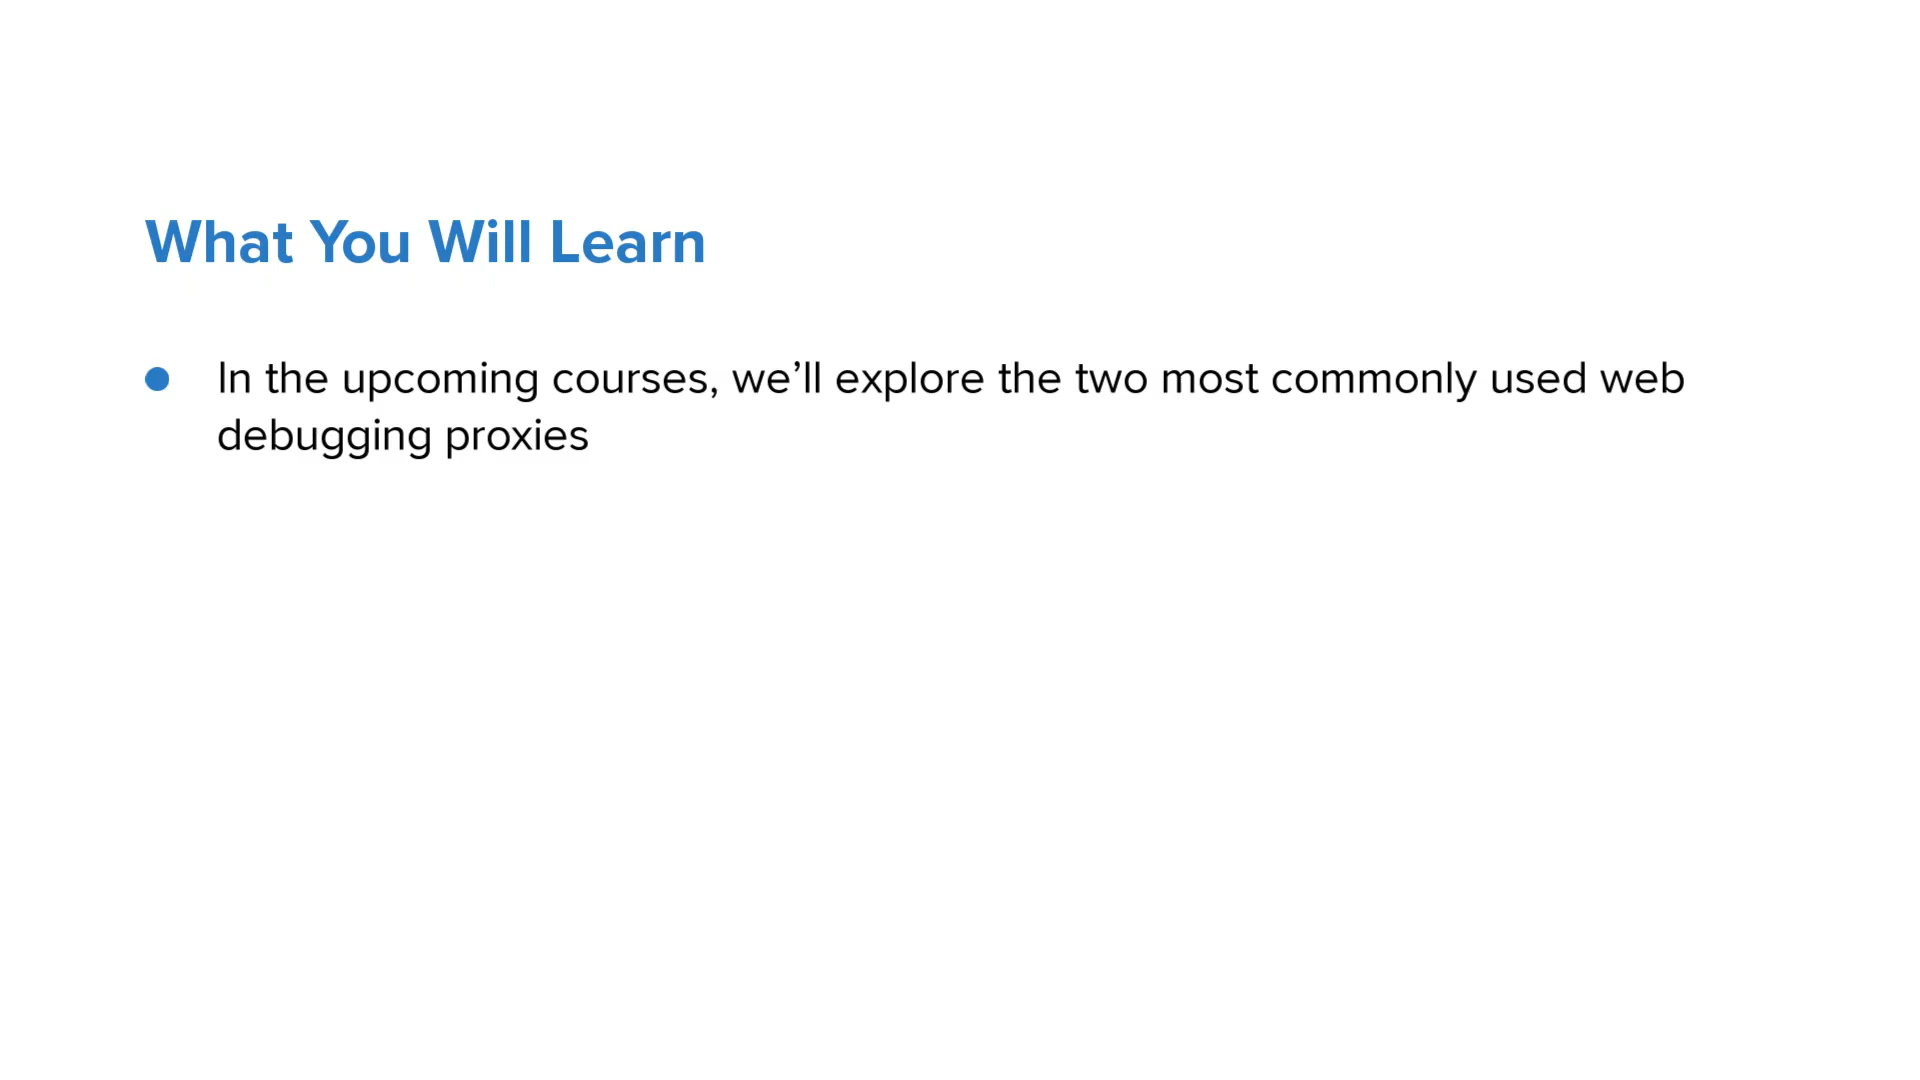 What You Will Learn
In the upcoming courses, we’ll explore the two most commonly used web
debugging proxies